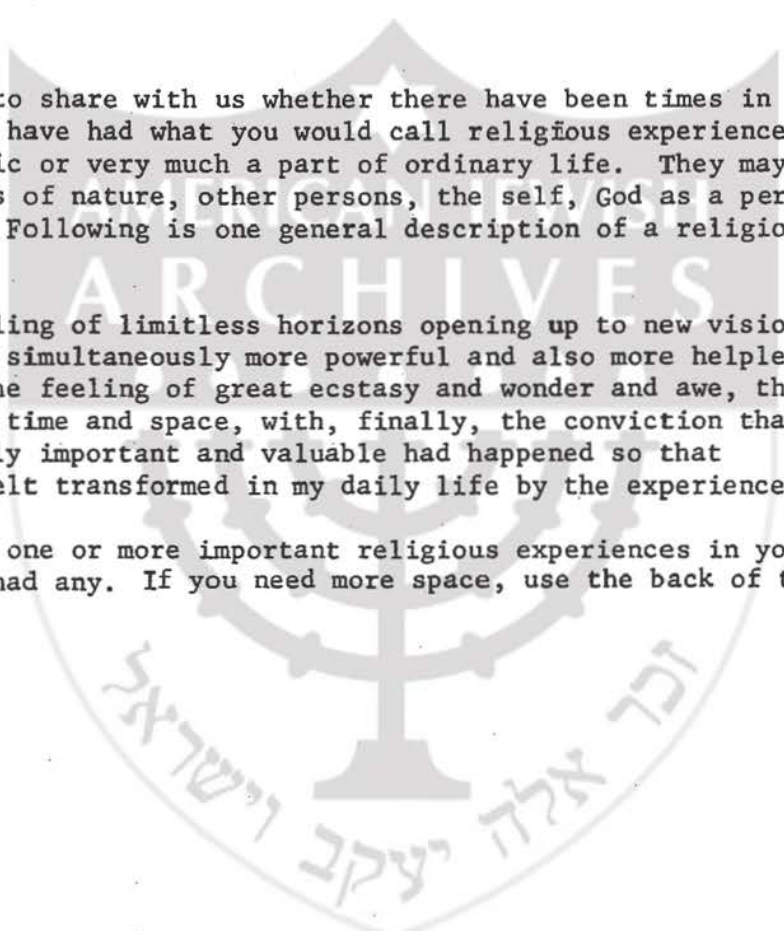 to share with us whether there have been times in
have had what you would call religious experience
ic or very much a part of ordinary life. They may
s of nature, other persons, the self, God as a per
Following is one general description of a religio
ling of limitless horizons opening up to new visio
simultaneously more powerful and also more helple
he feeling of great ecstasy and wonder and awe, th
time and space, with, finally, the conviction tha
ly important and valuable had happened so that
elt transformed in my daily life by the experience
one or more important religious experiences in yo
had any. If you need more space, use the back of t
AMERICAN JEWISH
ARCHIVES
זכר אלה יעקב וישראל